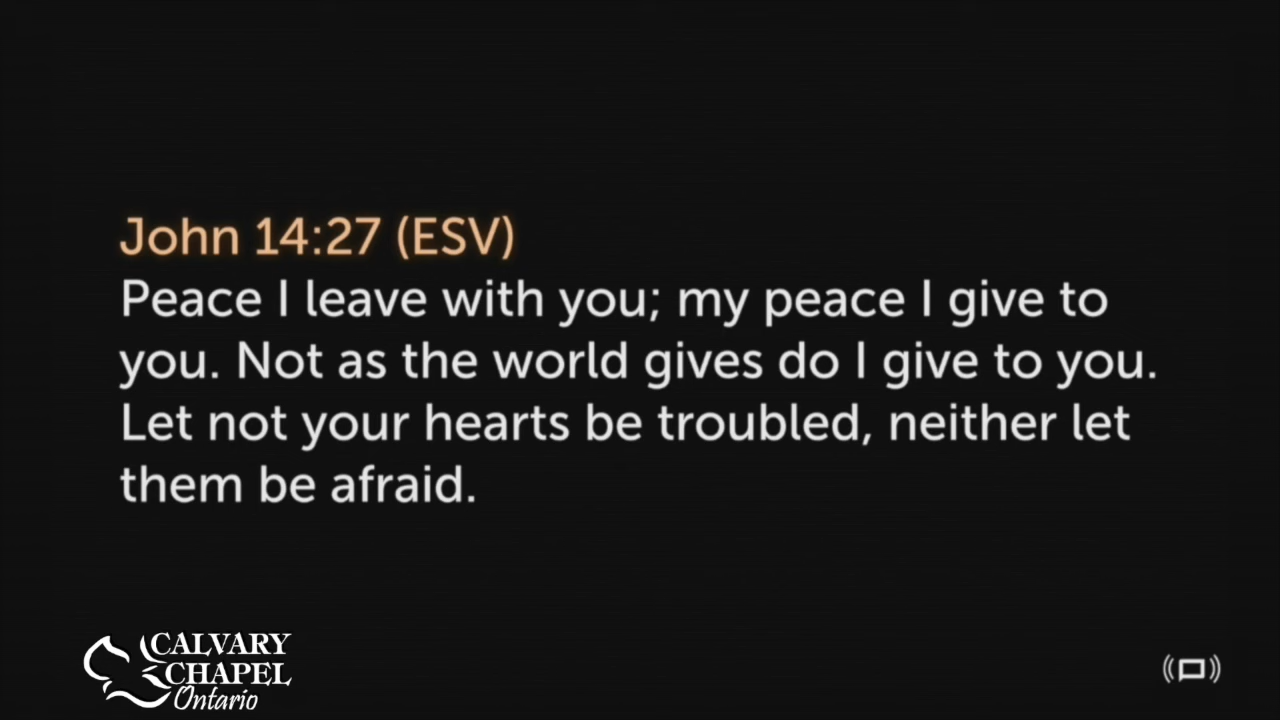 John 14:27 (ESV)
Peace I leave with you; my peace I give to
you. Not as the world gives do I give to you.
Let not your hearts be troubled, neither let
them be afraid.
CALVARY
CHAPEL
Ontario